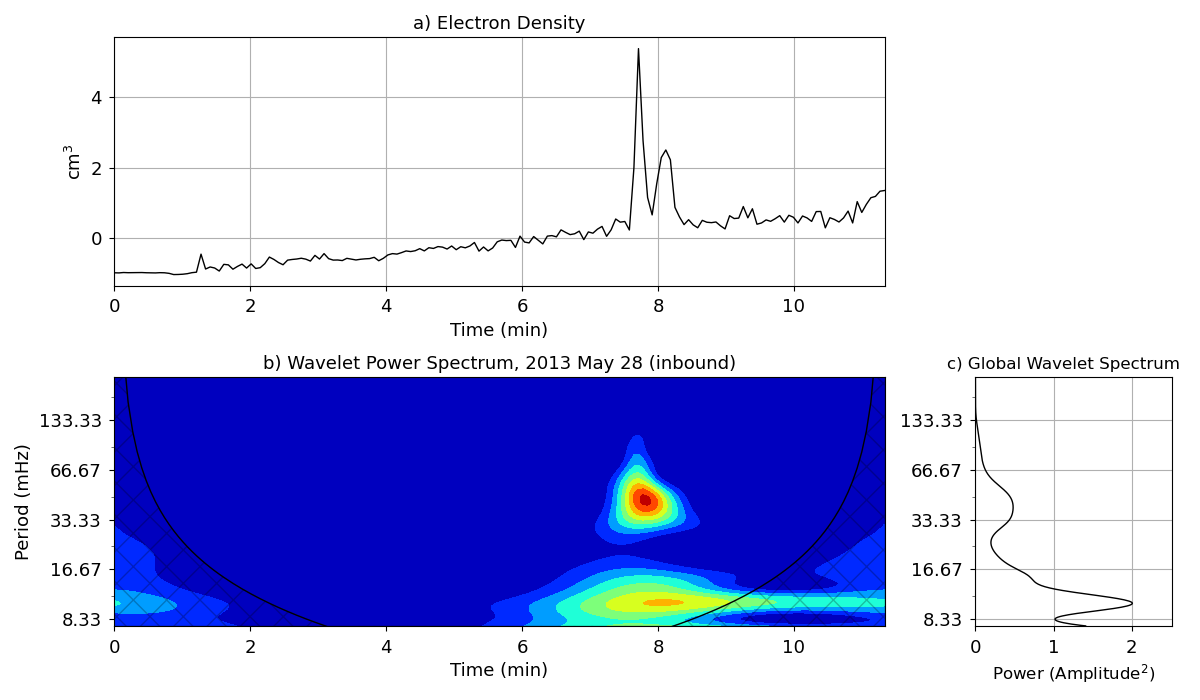 a) Electron Density
4
2
0
cm³
0 2 4 6 8 10
Time (min)
b) Wavelet Power Spectrum, 2013 May 28 (inbound)
133.33
66.67
33.33
16.67
8.33
Period (mHz)
0 2 4 6 8 10
Time (min)
c) Global Wavelet Spectrum
133.33
66.67
33.33
16.67
8.33
0 1 2
Power (Amplitude²)